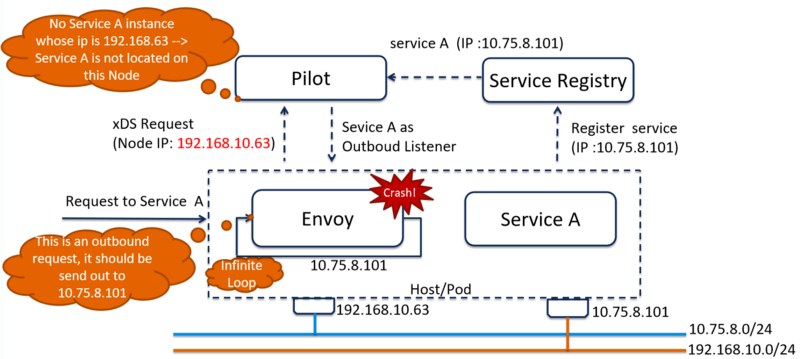 No Service A instance
whose ip is 192.168.63 -->
Service A is not located on
this Node
service A (IP :10.75.8.101)
Pilot
Service Registry
xDS Request
(Node IP: 192.168.10.63)
Sevice A as
Outboud Listener
Register service
(IP :10.75.8.101)
Request to Service A
Crash!
Envoy
Service A
This is an outbound
request, it should be
send out to
10.75.8.101
Infinite
Loop
10.75.8.101
Host/Pod
192.168.10.63
10.75.8.101
10.75.8.0/24
192.168.10.0/24